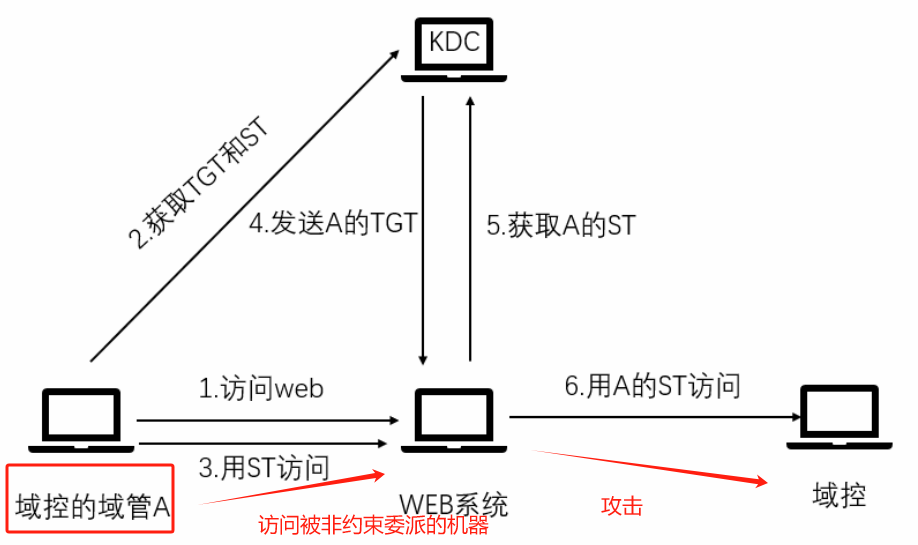 KDC
2.获取TGT和ST
4.发送A的TGT
5.获取A的ST
1.访问web
6.用A的ST访问
3.用ST访问
域控的域管A
WEB系统
域控
访问被非约束委派的机器
攻击